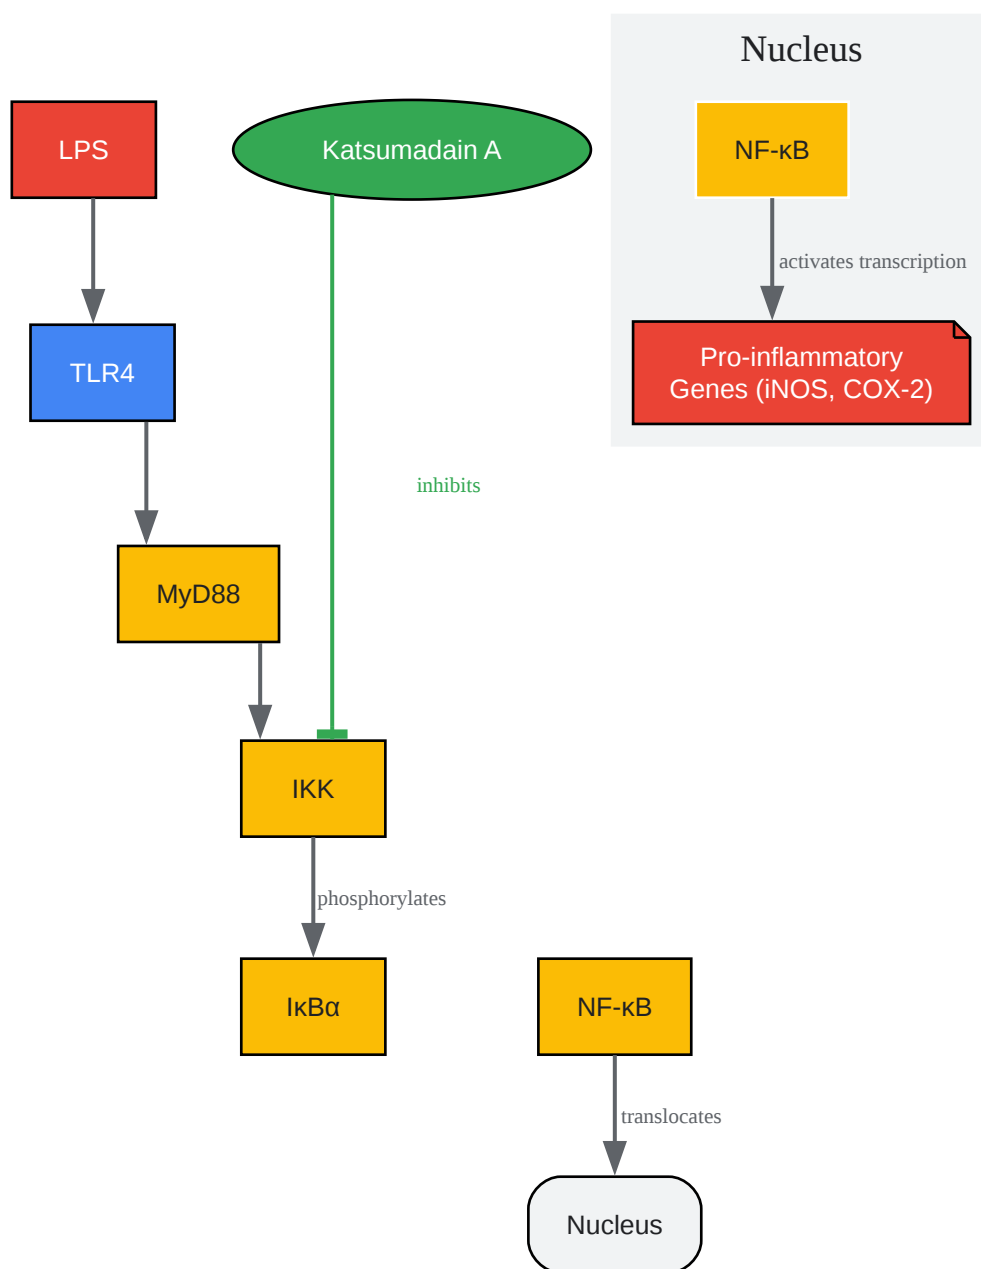 Nucleus
LPS
Katsumadain A
NF-κB
activates transcription
TLR4
Pro-inflammatory
Genes (iNOS, COX-2)
inhibits
MyD88
IKK
phosphorylates
IκBα
NF-κB
translocates
Nucleus